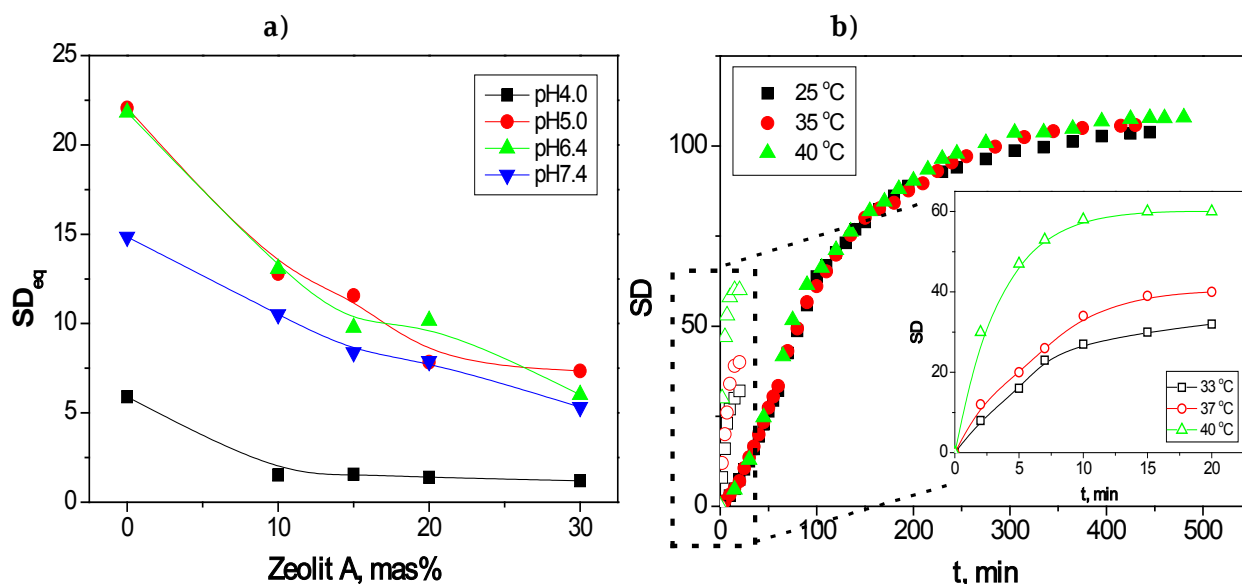 a)
25
20
15
10
5
0
SDeq
0 10 20 30
Zeolit A, mas%
pH4.0
pH5.0
pH6.4
pH7.4
b)
100
50
0
SD
0 100 200 300 400 500
t, min
25 °C
35 °C
40 °C
60
40
20
0
SD
0 5 10 15 20
t, min
33 °C
37 °C
40 °C